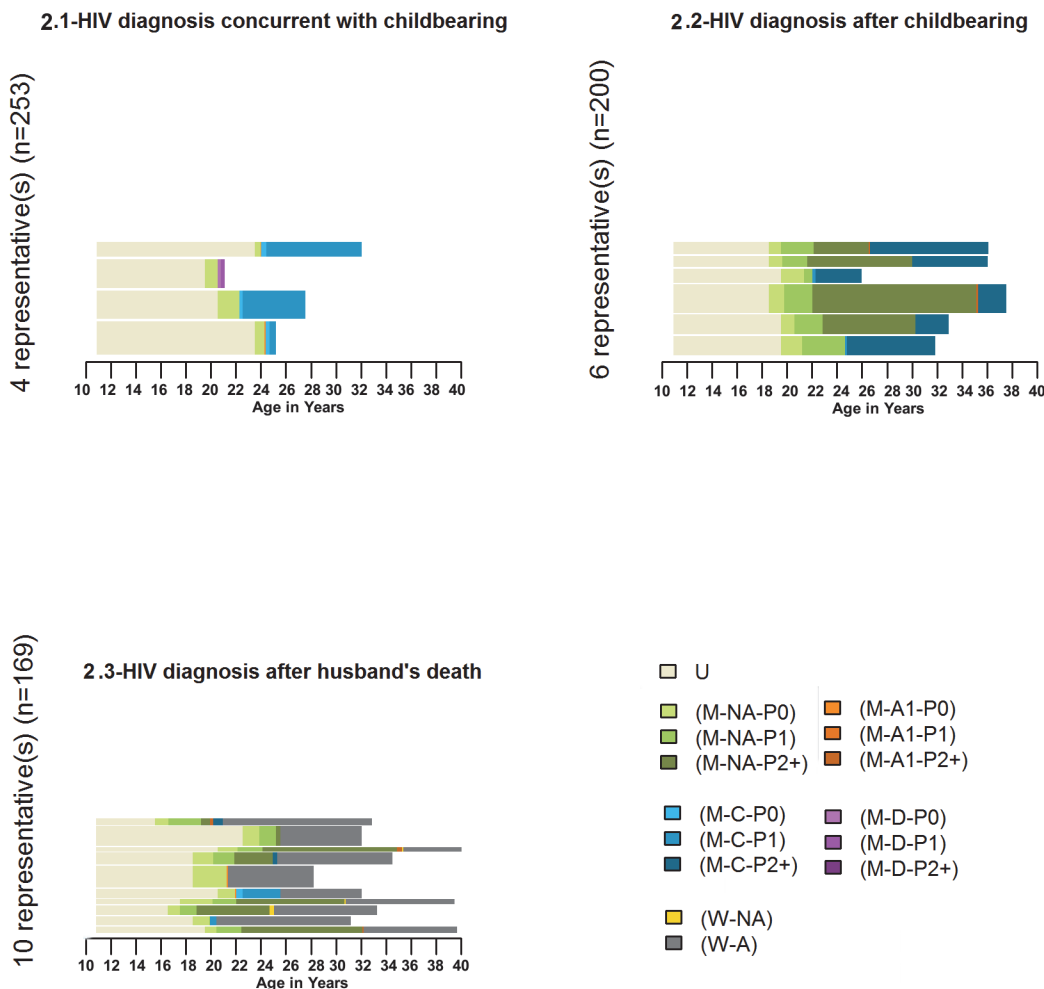 2.1-HIV diagnosis concurrent with childbearing
4 representative(s) (n=253)
10 12 14 16 18 20 22 24 26 28 30 32 34 36 38 40
Age in Years
2.2-HIV diagnosis after childbearing
6 representative(s) (n=200)
10 12 14 16 18 20 22 24 26 28 30 32 34 36 38 40
Age in Years
2.3-HIV diagnosis after husband's death
10 representative(s) (n=169)
10 12 14 16 18 20 22 24 26 28 30 32 34 36 38 40
Age in Years
U
(M-NA-P0)
(M-NA-P1)
(M-NA-P2+)
(M-A1-P0)
(M-A1-P1)
(M-A1-P2+)
(M-C-P0)
(M-C-P1)
(M-C-P2+)
(M-D-P0)
(M-D-P1)
(M-D-P2+)
(W-NA)
(W-A)